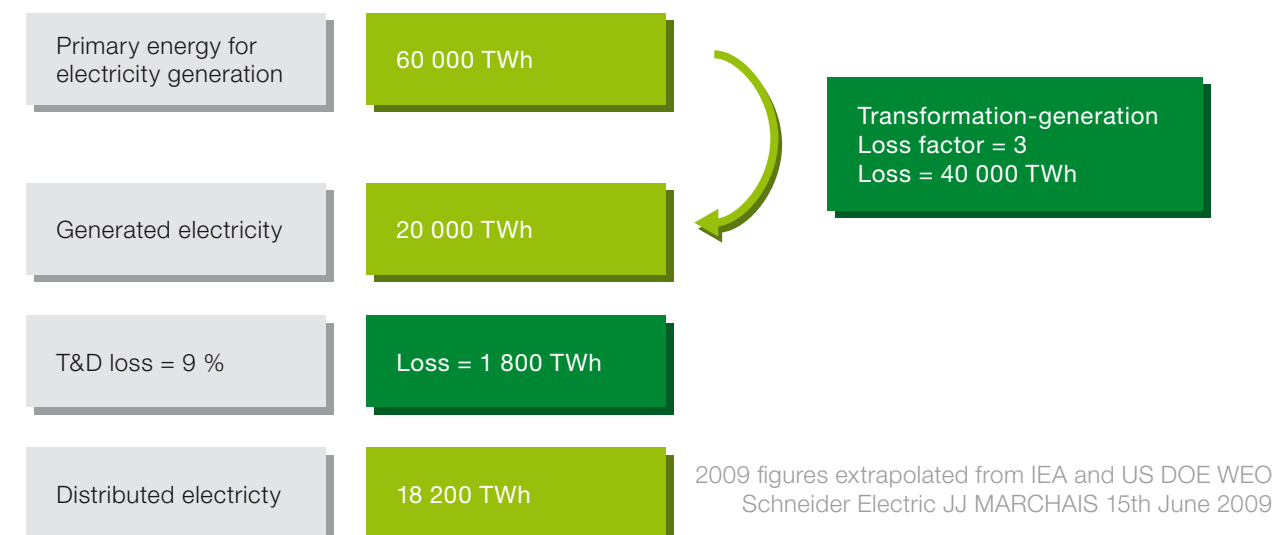 Primary energy for
electricity generation
60 000 TWh
Transformation-generation
Loss factor = 3
Loss = 40 000 TWh
Generated electricity
20 000 TWh
T&D loss = 9 %
Loss = 1 800 TWh
Distributed electricty
18 200 TWh
2009 figures extrapolated from IEA and US DOE WEO
Schneider Electric JJ MARCHAIS 15th June 2009